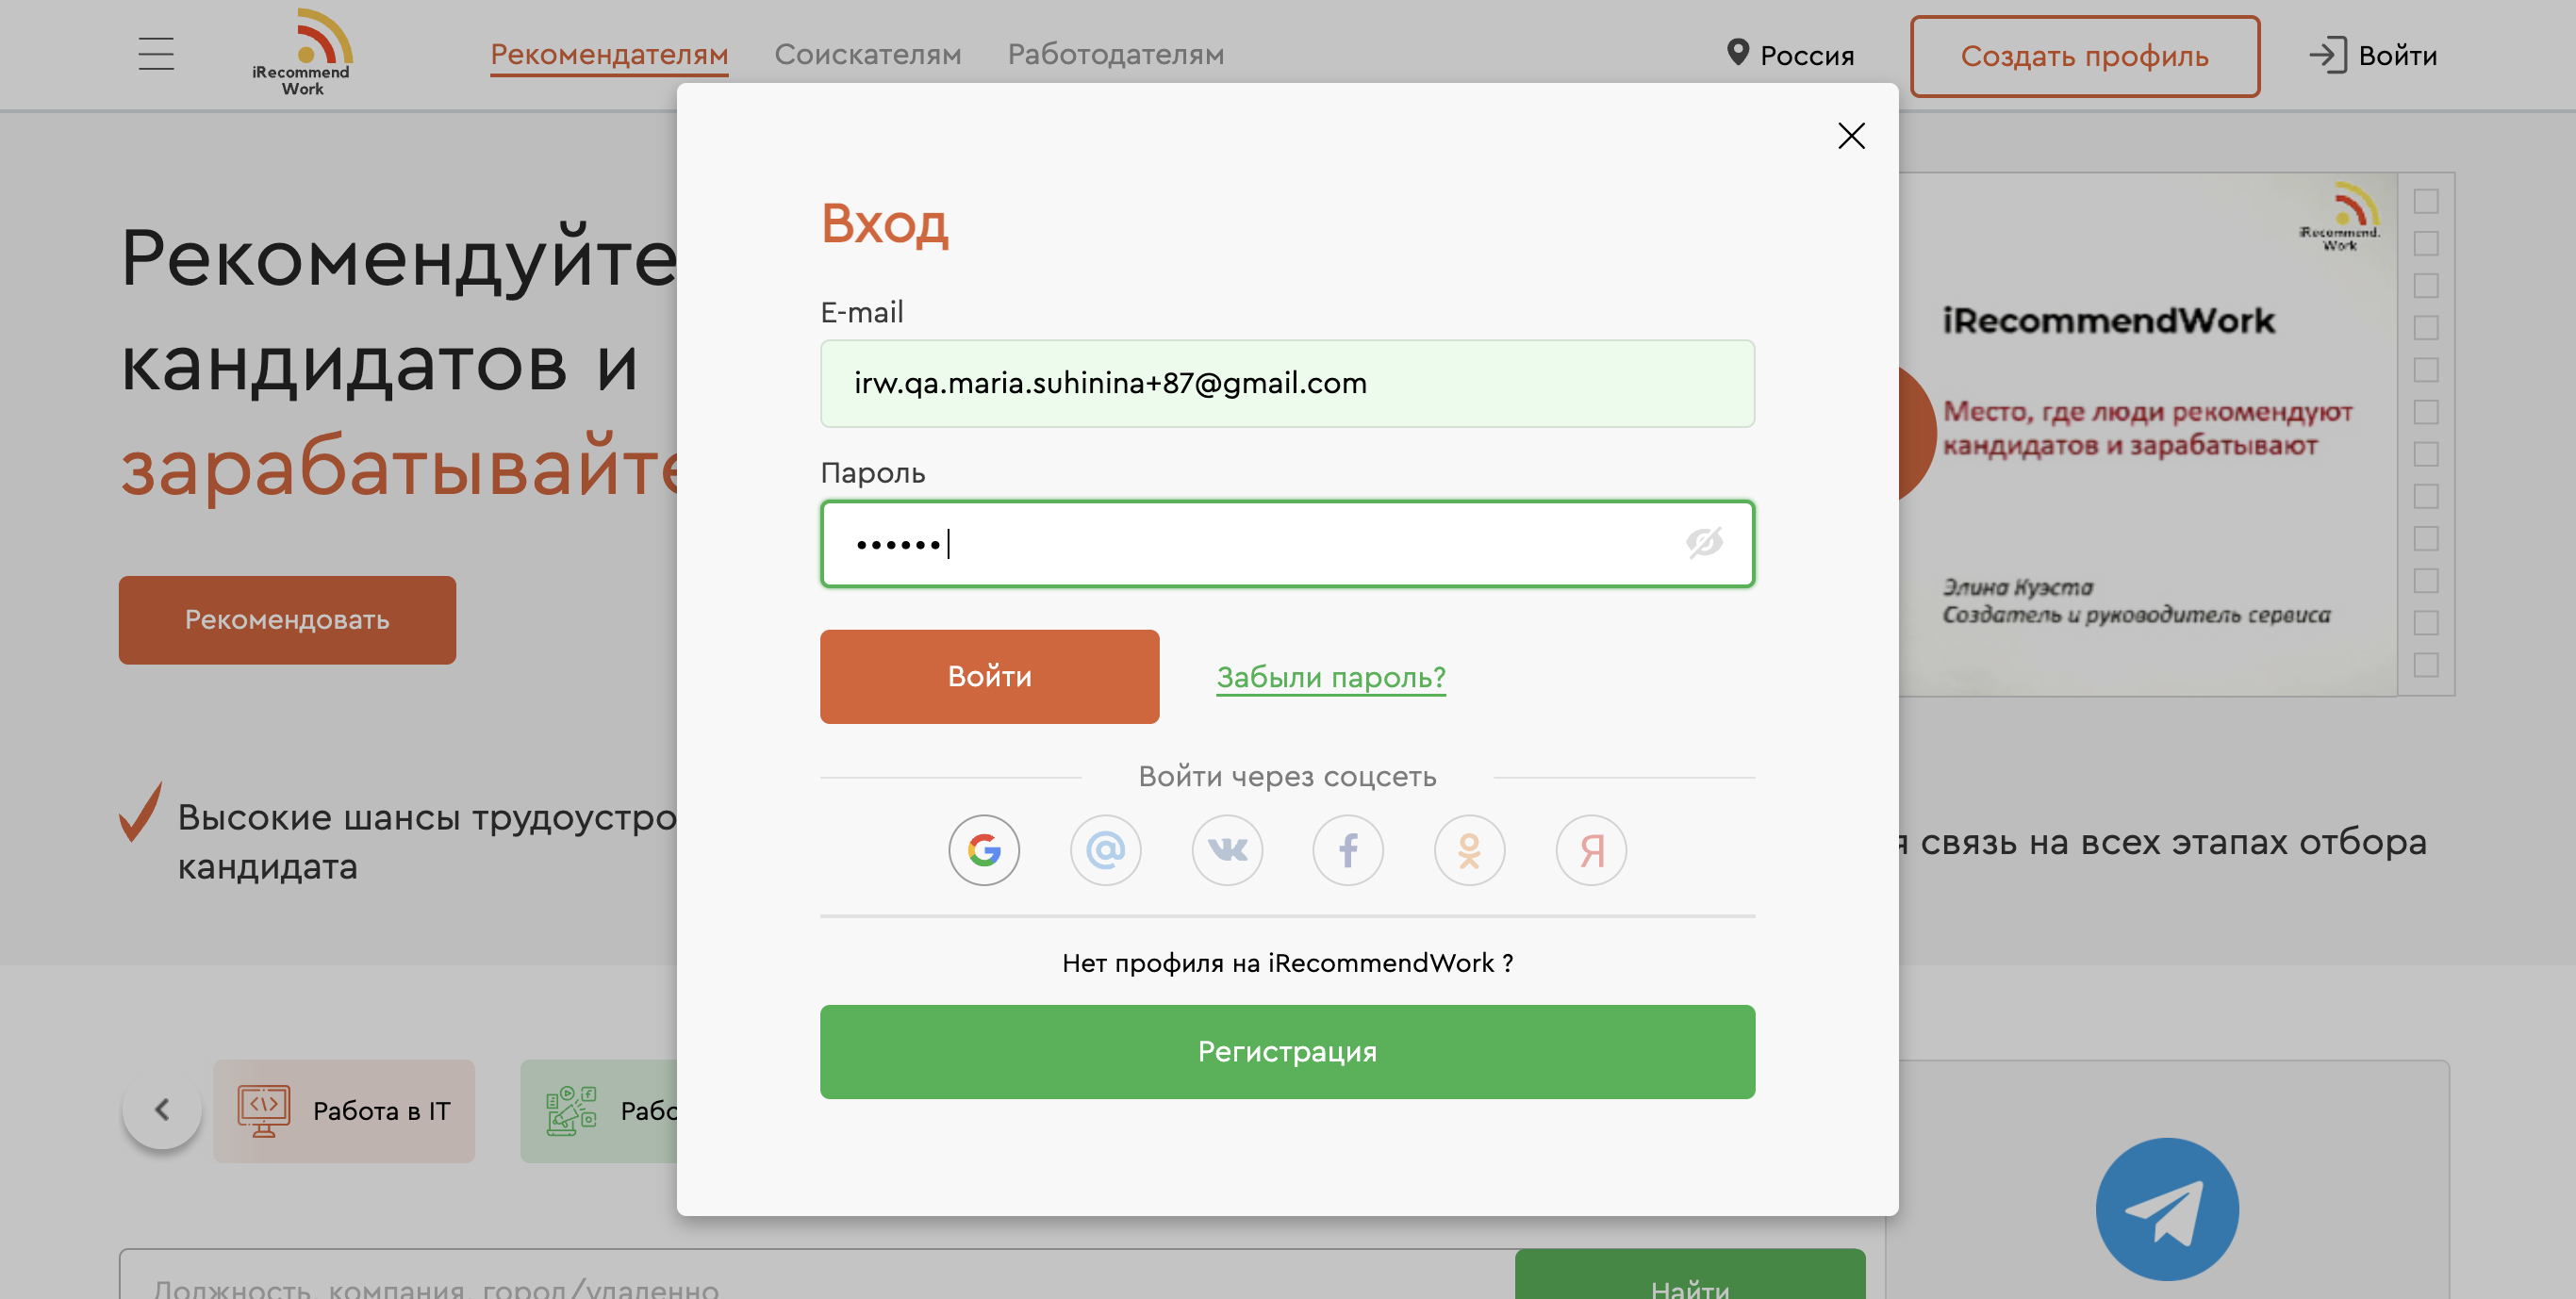 iRecommend
Work
Рекомендателям
Соискателям
Работодателям
Россия
Создать профиль
Войти
Рекомендуйте
кандидатов и
зарабатывайте
Рекомендовать
Высокие шансы трудоустро
кандидата
Вход
E-mail
irw.qa.maria.suhinina+87@gmail.com
Пароль
••••••
Войти
Забыли пароль?
Войти через соцсеть
Нет профиля на iRecommendWork ?
Регистрация
iRecommend.
Work
iRecommendWork
Место, где люди рекомендуют
кандидатов и зарабатывают
Элина Куэста
Создатель и руководитель сервиса
я связь на всех этапах отбора
Работа в IT
Рабо
Должность, компания, город/удаленно
Найти